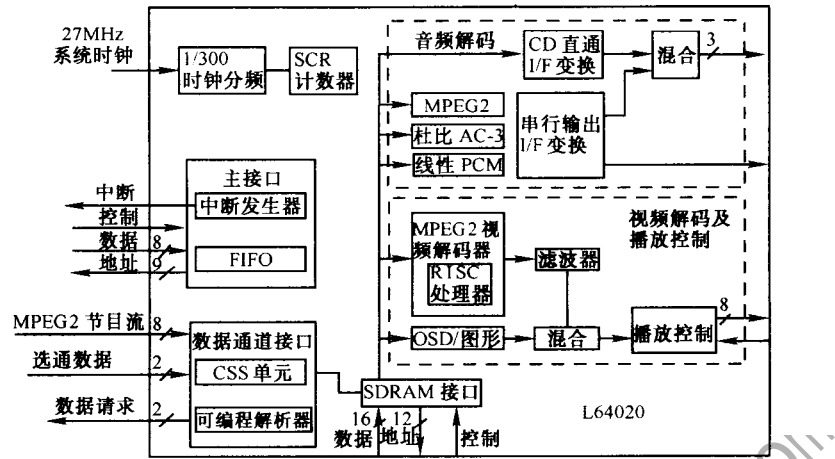 27MHz
系统时钟
1/300
时钟分频
SCR
计数器
音频解码
CD 直通
I/F 变换
混合
3
MPEG2
杜比 AC-3
线性 PCM
串行输出
I/F 变换
主接口
中断发生器
FIFO
中断
控制
数据
8
地址
9
MPEG2 视
频解码器
RISC
处理器
滤波器
视频解码及
播放控制
OSD/图形
混合
播放控制
8
MPEG2 节目流
8
选通数据
2
数据请求
2
数据通道接口
CSS 单元
可编程解析器
SDRAM 接口
16
12
数据
地址
控制
L64020